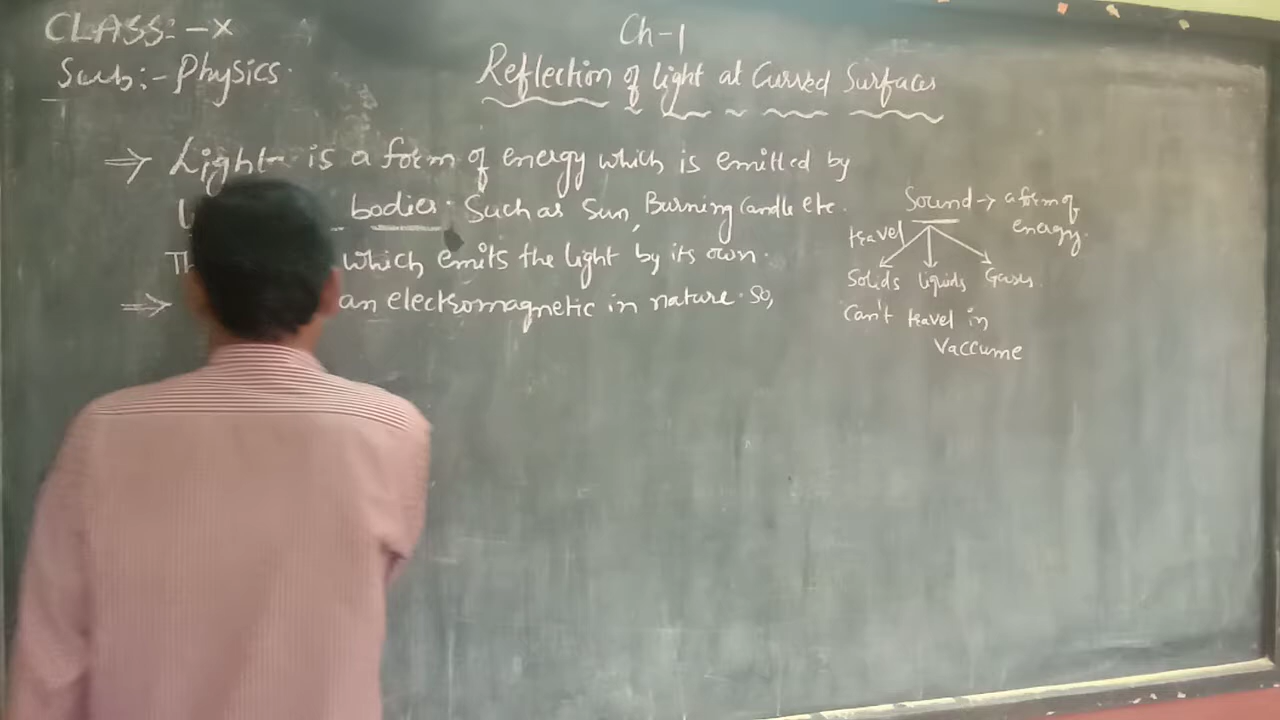 CLASS:-X
Sub:-Physics.
Ch-1
Reflection of light at Curved Surfaces
⇒ Light is a form of energy which is emitted by
bodies. Such as Sun, Burning Candle etc.
which emits the light by its own.
⇒ an electromagnetic in nature. So,
Sound → a form of
energy.
travel
Solids liquids Gases.
can't travel in
Vaccume